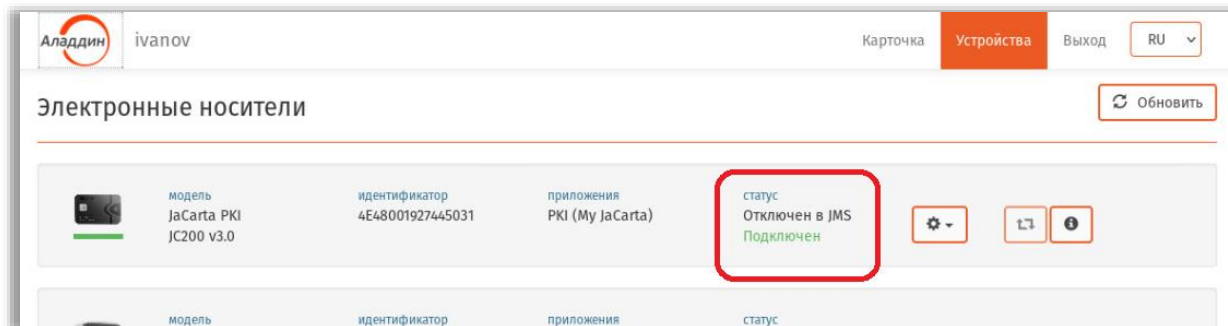 Аладдин ivanov Карточка Устройства Выход RU
Электронные носители Обновить
модель идентификатор приложения статус
JaCarta PKI 4E48001927445031 PKI (My JaCarta) Отключен в JMS
JC200 v3.0 Подключен
модель идентификатор приложения статус